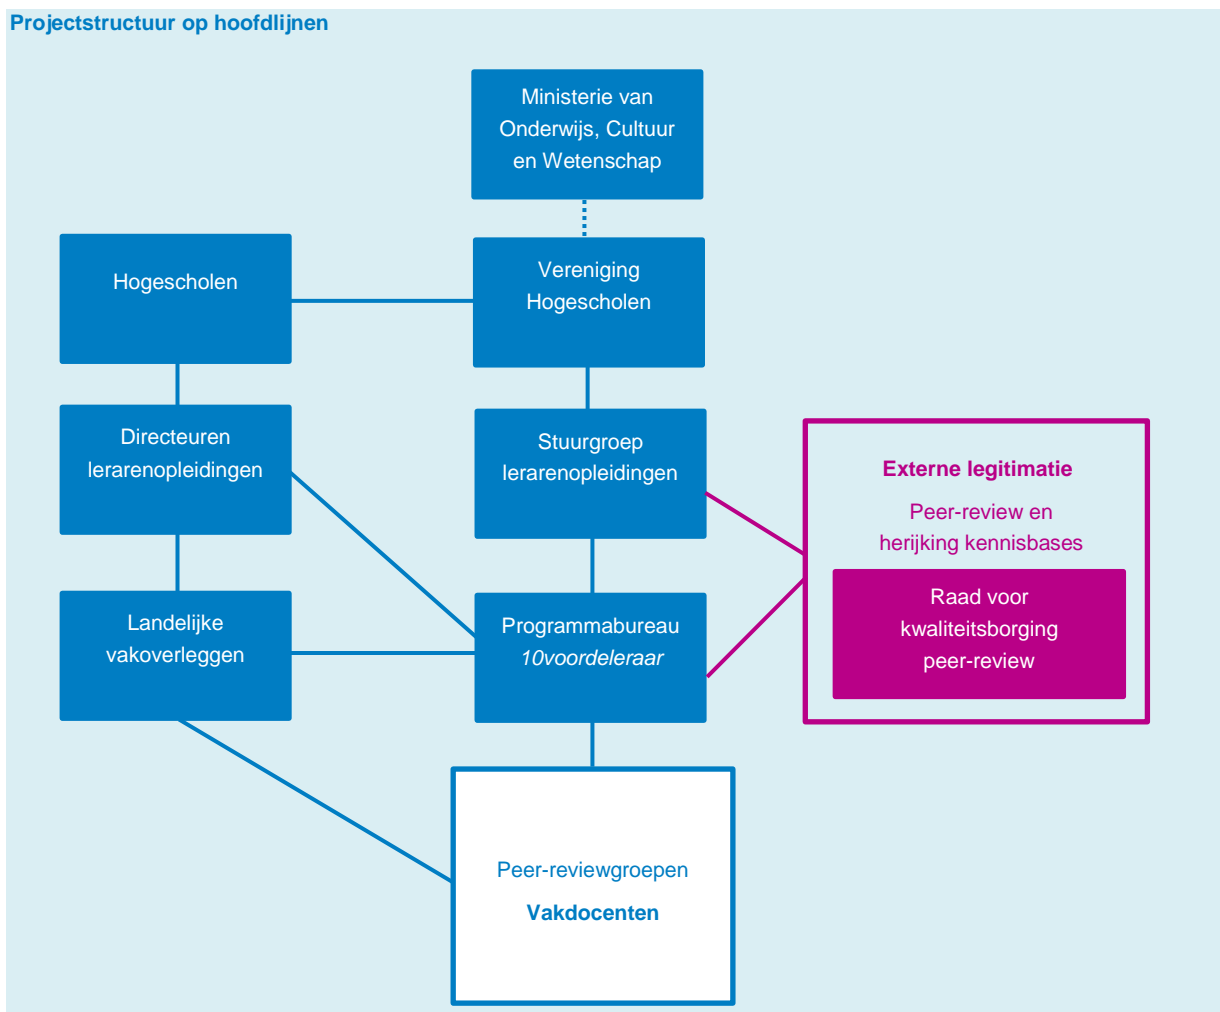 Projectstructuur op hoofdlijnen
Ministerie van
Onderwijs, Cultuur
en Wetenschap
Hogescholen
Vereniging
Hogescholen
Directeuren
lerarenopleidingen
Stuurgroep
lerarenopleidingen
Externe legitimatie
Peer-review en
herijking kennisbases
Raad voor
kwaliteitsborging
peer-review
Landelijke
vakoverleggen
Programmabureau
10voordeleraar
Peer-reviewgroepen
Vakdocenten